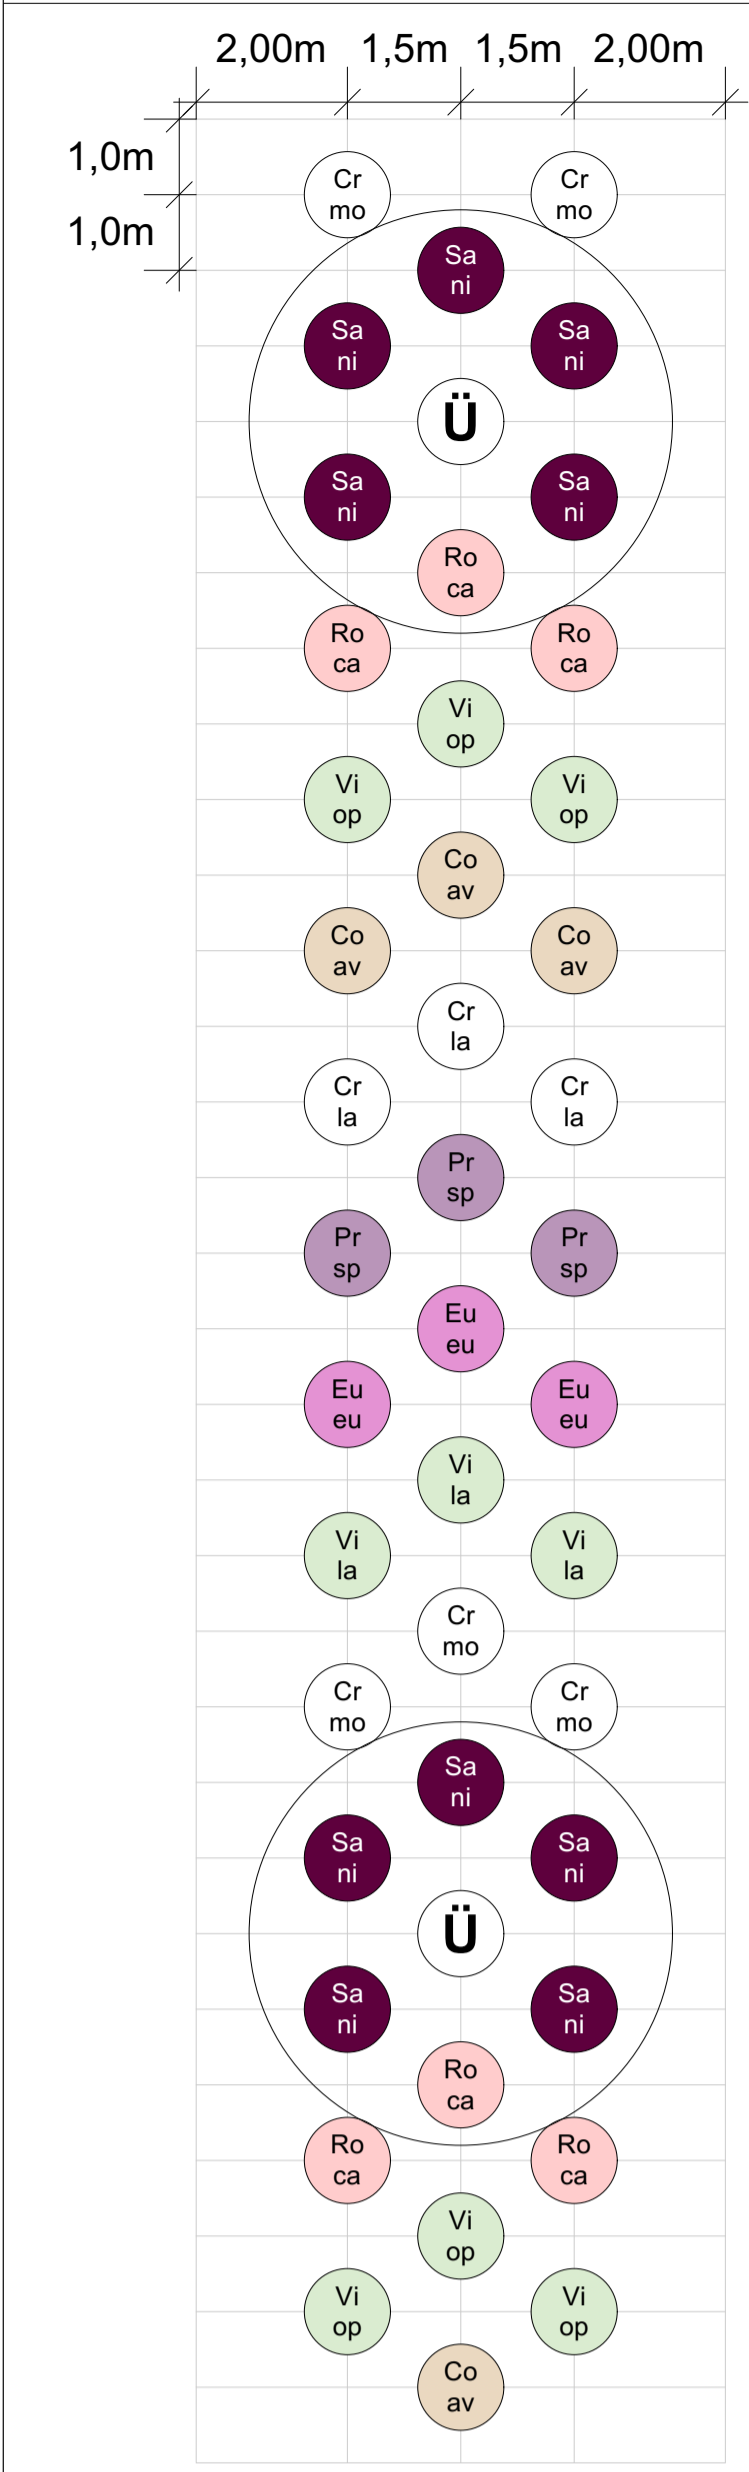 2,00m 1,5m 1,5m 2,00m
1,0m
1,0m
Cr
mo
Cr
mo
Sa
ni
Sa
ni
Sa
ni
Ü
Sa
ni
Sa
ni
Ro
ca
Ro
ca
Ro
ca
Vi
op
Vi
op
Vi
op
Co
av
Co
av
Co
av
Cr
la
Cr
la
Cr
la
Pr
sp
Pr
sp
Pr
sp
Eu
eu
Eu
eu
Eu
eu
Vi
la
Vi
la
Vi
la
Cr
mo
Cr
mo
Cr
mo
Sa
ni
Sa
ni
Sa
ni
Ü
Sa
ni
Sa
ni
Ro
ca
Ro
ca
Ro
ca
Vi
op
Vi
op
Vi
op
Co
av